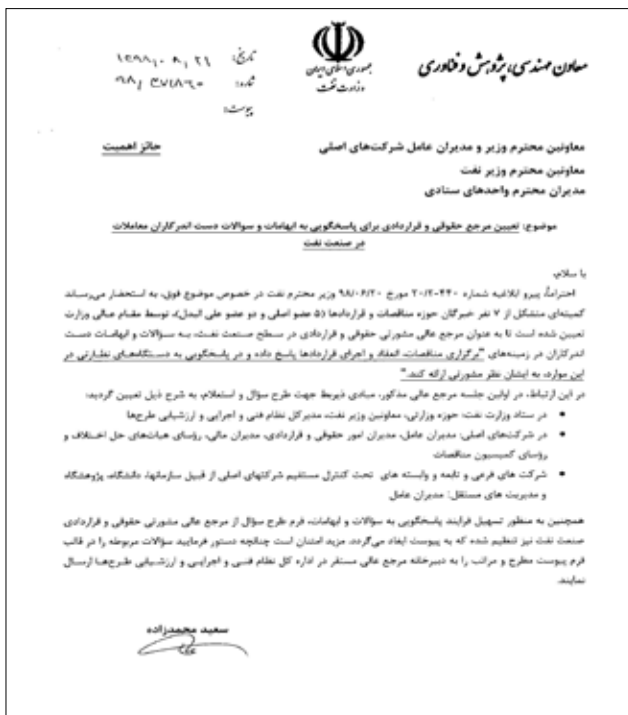 جمهوری اسلامی ایران
وزارت نفت
معاون مهندسی، پژوهش و فناوری
تاریخ:
شماره:
پیوست:
معاونین محترم وزیر و مدیران عامل شرکت‌های اصلی
حائز اهمیت
معاونین محترم وزیر نفت
مدیران محترم واحدهای ستادی
موضوع: تعیین مرجع حقوقی و قراردادی برای پاسخگویی به ابهامات و سوالات دست اندرکاران معاملات
در صنعت نفت
با سلام،
احتراماً، پیرو ابلاغیه شماره ۴۴۰-۲۰/۲ مورخ ۹۸/۰۶/۲۰ وزیر محترم نفت در خصوص موضوع فوق، به استحضار می‌رساند
کمیته‌ای متشکل از ۷ نفر خبرگان حوزه مناقصات و قراردادها (۵ عضو اصلی و دو عضو علی البدل)، توسط مقام عالی وزارت
تعیین شده است تا به عنوان مرجع عالی مشورتی حقوقی و قراردادی در سطح صنعت نفت، به سؤالات و ابهامات دست
اندرکاران در زمینه‌های "برگزاری مناقصات، انعقاد و اجرای قراردادها پاسخ داده و در پاسخگویی به دستگاه‌های نظارتی در
این موارد، به ایشان نظر مشورتی ارائه کند."
در این ارتباط، در اولین جلسه مرجع عالی مذکور، مبادی ذیربط جهت طرح سؤال و استعلام، به شرح ذیل تعیین گردید:
• در ستاد وزارت نفت: حوزه وزارتی، معاونین وزیر نفت، مدیرکل نظام فنی و اجرایی و ارزشیابی طرح‌ها
• در شرکت‌های اصلی: مدیران عامل، مدیران امور حقوقی و قراردادی، مدیران مالی، رؤسای هیات‌های حل اختلاف و
رؤسای کمیسیون مناقصات
• شرکت های فرعی و تابعه و وابسته های تحت کنترل مستقیم شرکتهای اصلی از قبیل سازمانها، دانشگاه، پژوهشگاه
و مدیریت های مستقل: مدیران عامل
همچنین به منظور تسهیل فرایند پاسخگویی به سؤالات و ابهامات، فرم طرح سؤال از مرجع عالی مشورتی حقوقی و قراردادی
صنعت نفت نیز تنظیم شده که به پیوست ایفاد می‌گردد. مزید امتنان است چنانچه دستور فرمایید سؤالات مربوطه را در قالب
فرم پیوست مطرح و مراتب را به دبیرخانه مرجع عالی مستقر در اداره کل نظام فنی و اجرایی و ارزشیابی طرح‌ها ارسال
نمایند.
سعید محمدزاده